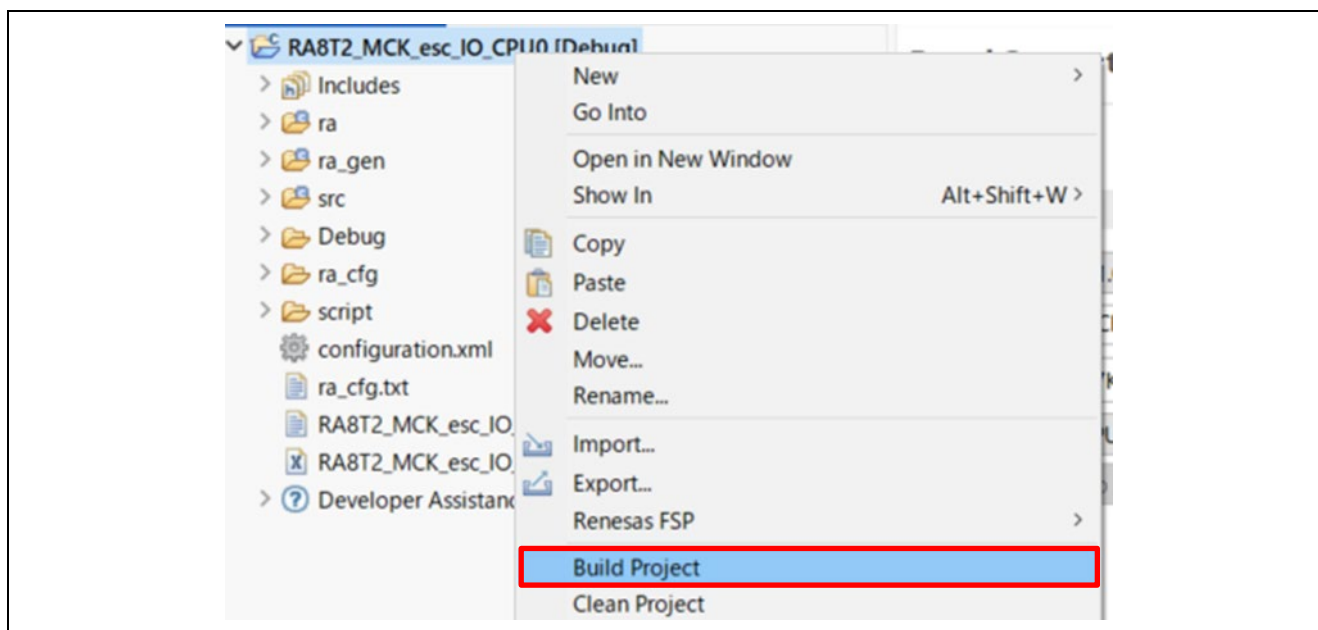 RA8T2_MCK_esc_IO_CPU0 [Debug]
Includes
ra
ra_gen
src
Debug
ra_cfg
script
configuration.xml
ra_cfg.txt
RA8T2_MCK_esc_IO_
RA8T2_MCK_esc_IO_
Developer Assistanc
New
Go Into
Open in New Window
Show In Alt+Shift+W
Copy
Paste
Delete
Move...
Rename...
Import...
Export...
Renesas FSP
Build Project
Clean Project